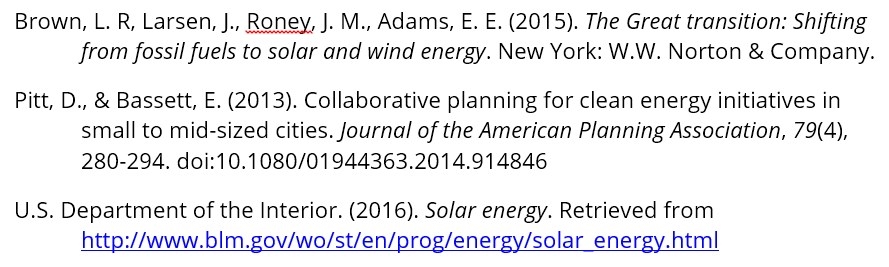 Brown, L. R, Larsen, J., Roney, J. M., Adams, E. E. (2015). The Great transition: Shifting
from fossil fuels to solar and wind energy. New York: W.W. Norton & Company.
Pitt, D., & Bassett, E. (2013). Collaborative planning for clean energy initiatives in
small to mid-sized cities. Journal of the American Planning Association, 79(4),
280-294. doi:10.1080/01944363.2014.914846
U.S. Department of the Interior. (2016). Solar energy. Retrieved from
http://www.blm.gov/wo/st/en/prog/energy/solar_energy.html